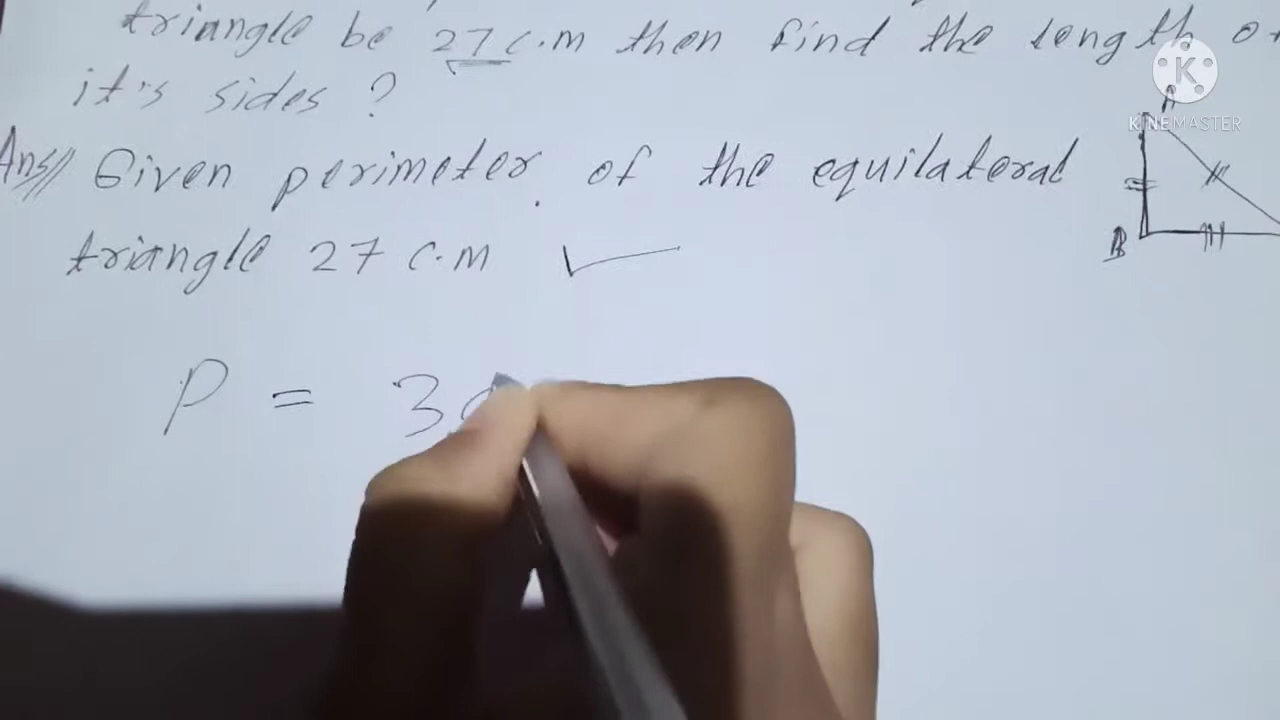 triangle be 27 c.m then find the length
it's sides ?
Ans// Given perimeter of the equilateral
triangle 27 c.m
A
K
KINEMASTER
B
P = 3